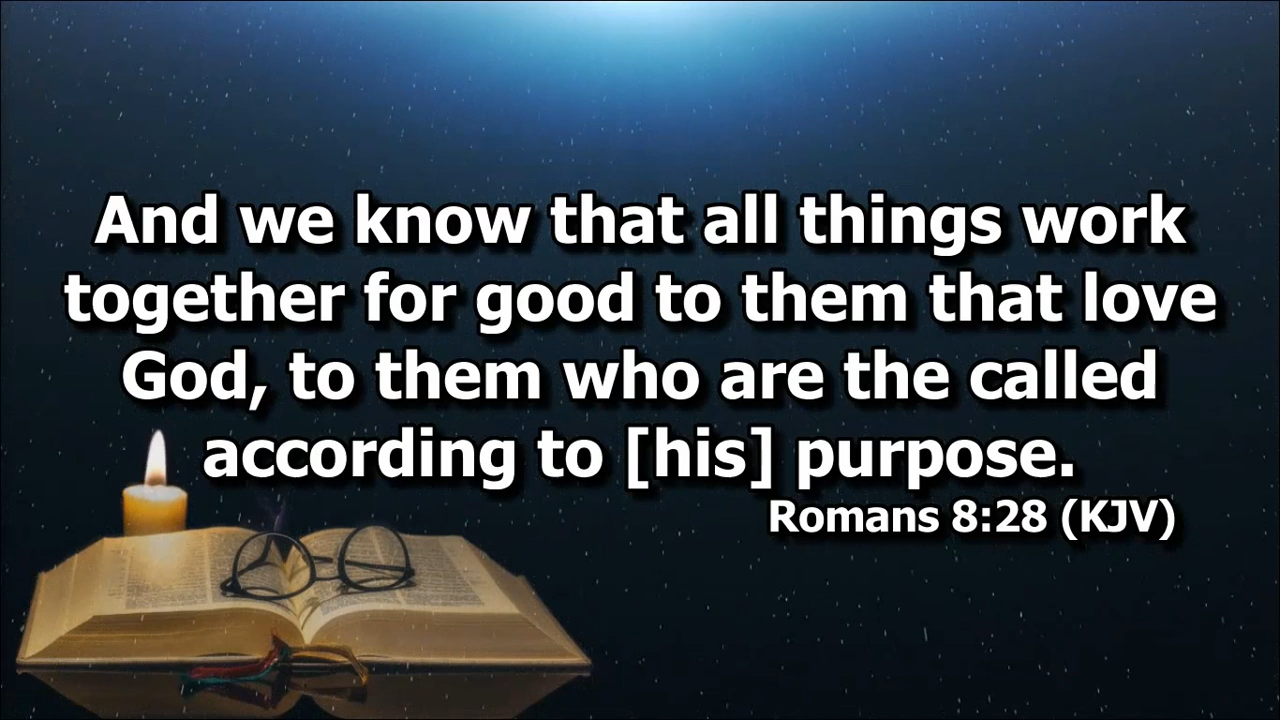 And we know that all things work
together for good to them that love
God, to them who are the called
according to [his] purpose.
Romans 8:28 (KJV)